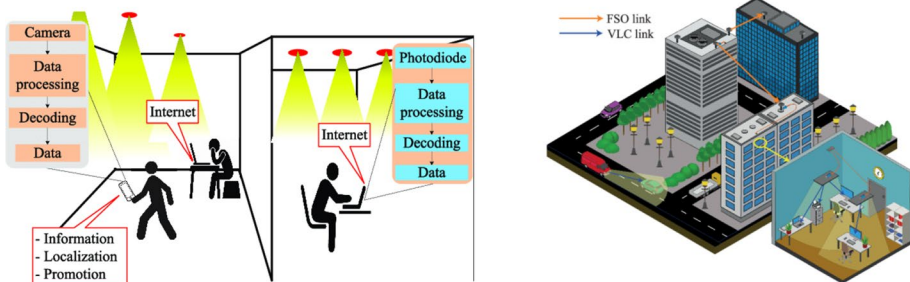 Camera
Data
processing
Decoding
Data
Internet
- Information
- Localization
- Promotion
Internet
Photodiode
Data
processing
Decoding
Data
FSO link
VLC link